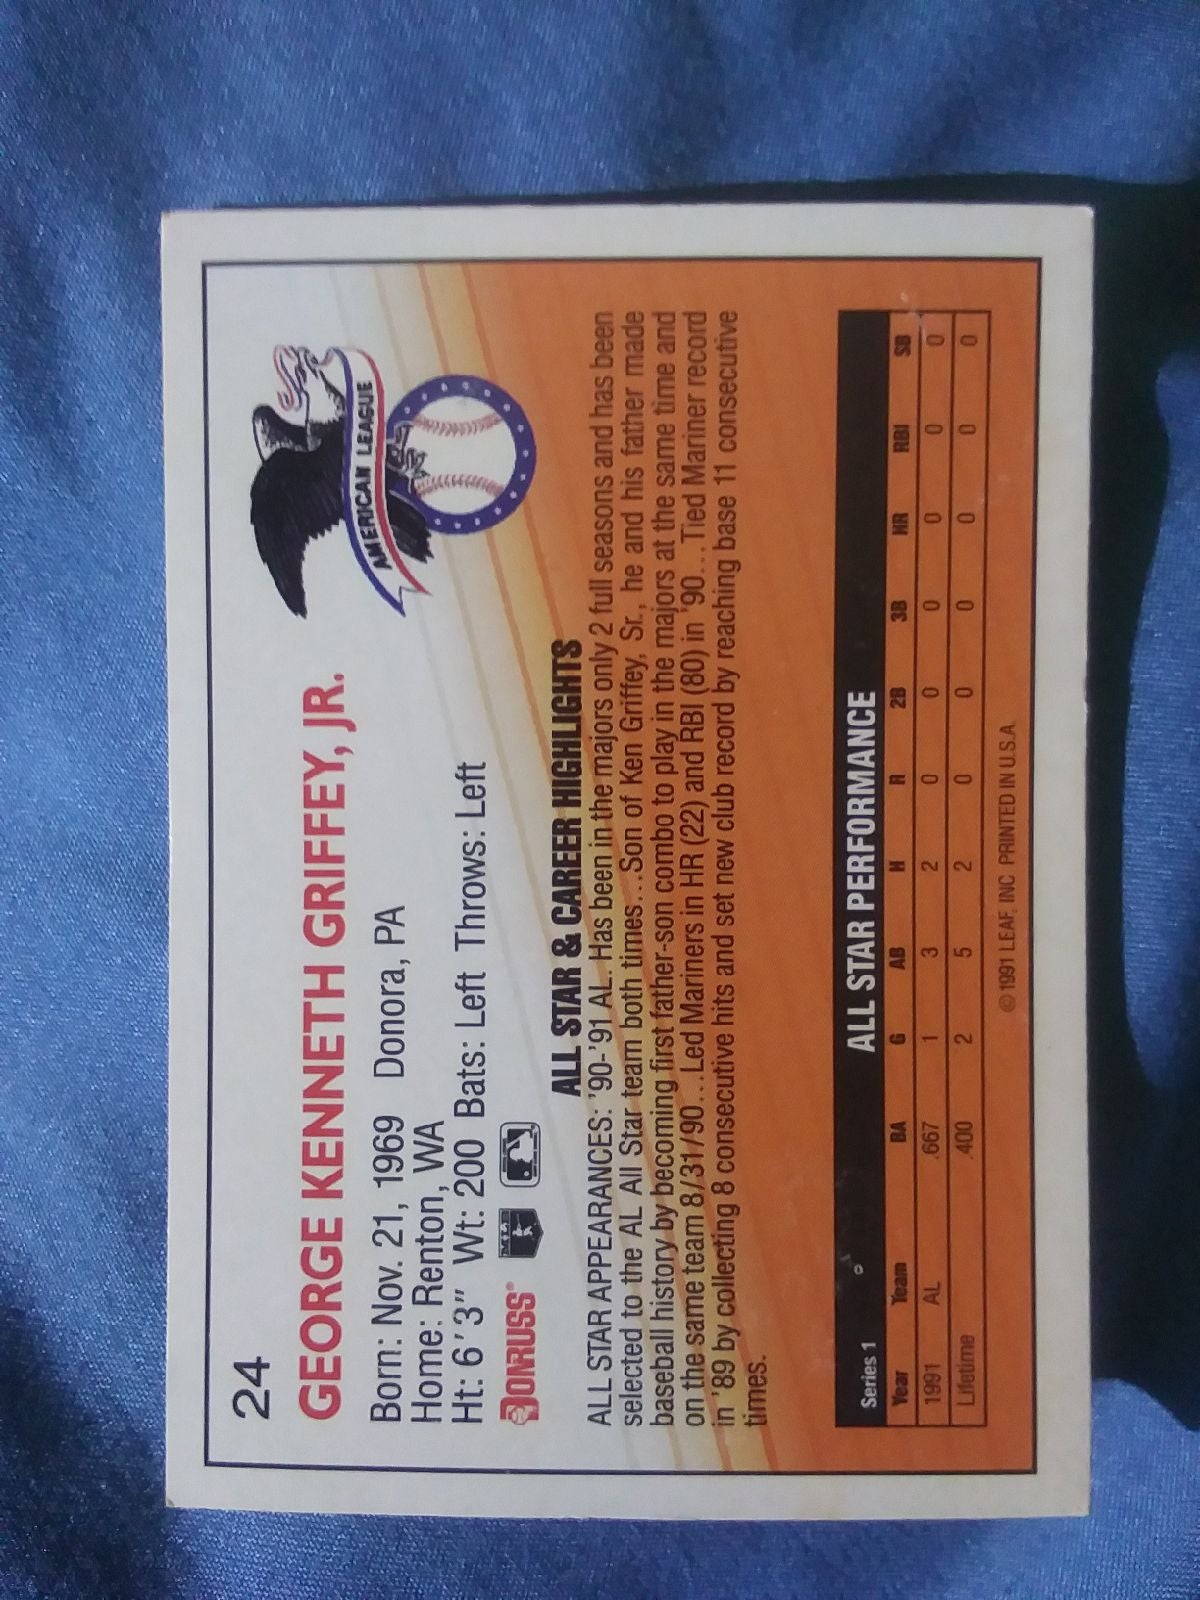 24
GEORGE KENNETH GRIFFEY, JR.
Born: Nov. 21, 1969 Donora, PA
Home: Renton, WA
Ht: 6'3" Wt: 200 Bats: Left Throws: Left
DONRUSS®
MLB
AMERICAN LEAGUE
ALL STAR & CAREER HIGHLIGHTS
ALL STAR APPEARANCES: '90-'91 AL. Has been in the majors only 2 full seasons and has been
selected to the AL All Star team both times...Son of Ken Griffey, Sr., he and his father made
baseball history by becoming first father-son combo to play in the majors at the same time and
on the same team 8/31/90...Led Mariners in HR (22) and RBI (80) in '90...Tied Mariner record
in '89 by collecting 8 consecutive hits and set new club record by reaching base 11 consecutive
times.
Series 1 ALL STAR PERFORMANCE
Year Team BA G AB H R 2B 3B HR RBI SB
1991 AL .667 1 3 2 0 0 0 0 0 0
Lifetime .400 2 5 2 0 0 0 0 0 0
©1991 LEAF, INC PRINTED IN U.S.A.